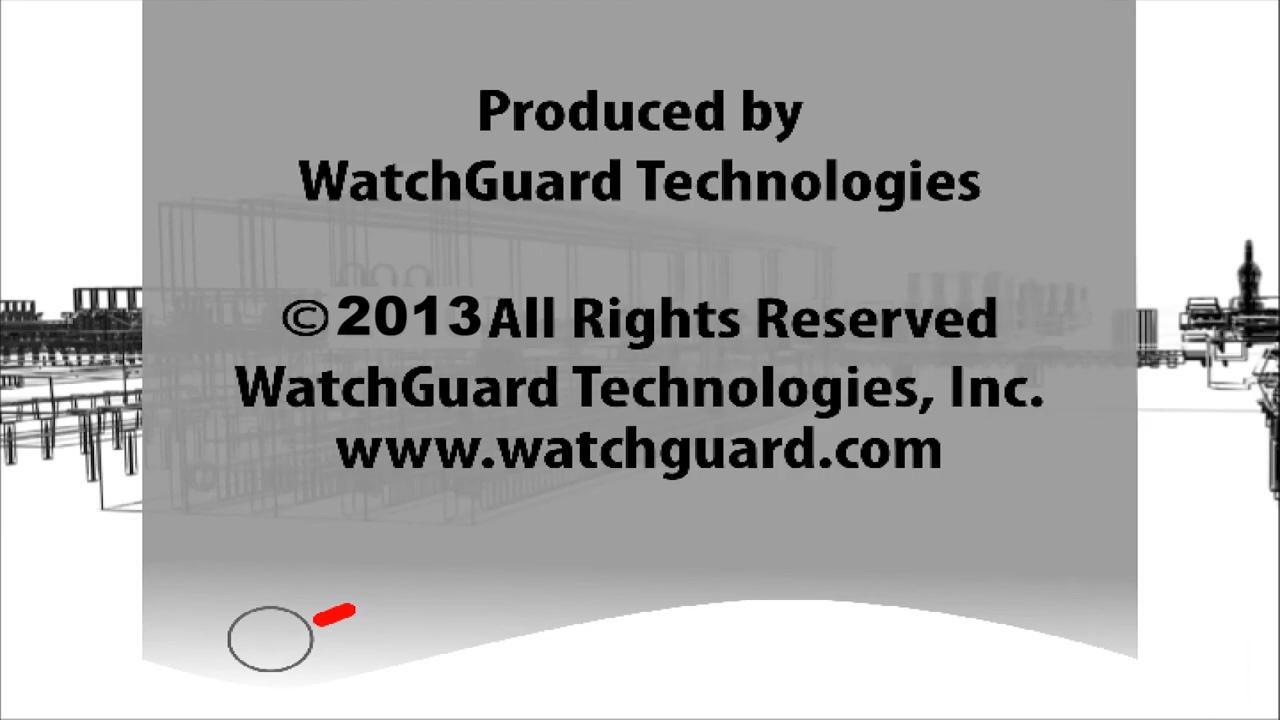 Produced by
WatchGuard Technologies
© 2013 All Rights Reserved
WatchGuard Technologies, Inc.
www.watchguard.com